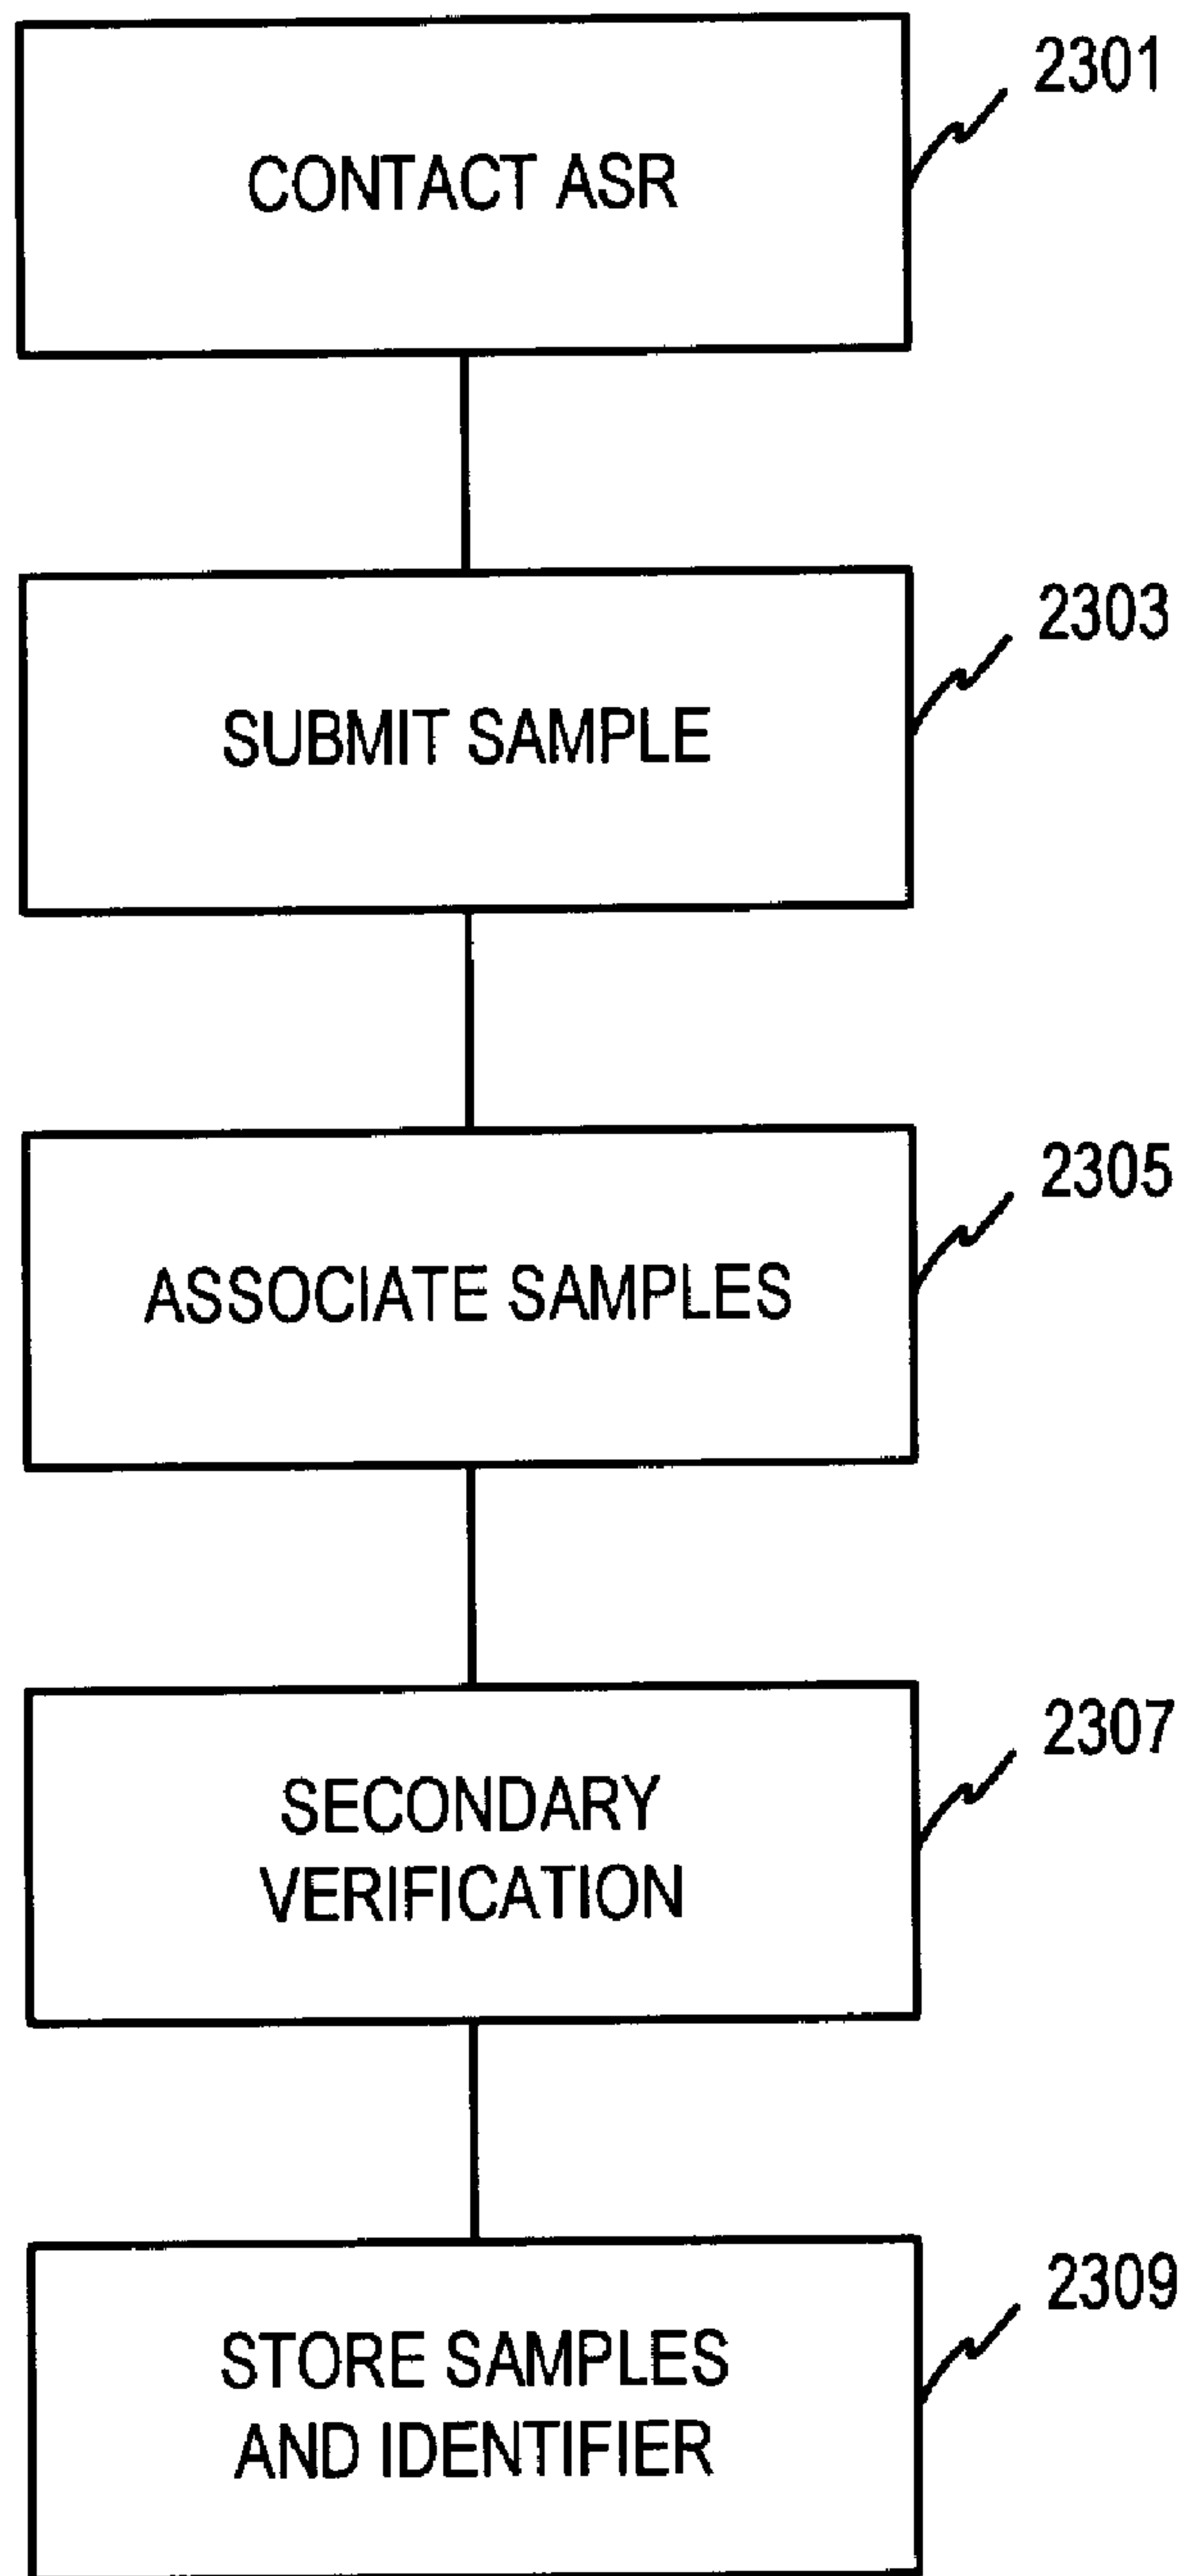 CONTACT ASR
2301
SUBMIT SAMPLE
2303
ASSOCIATE SAMPLES
2305
SECONDARY
VERIFICATION
2307
STORE SAMPLES
AND IDENTIFIER
2309